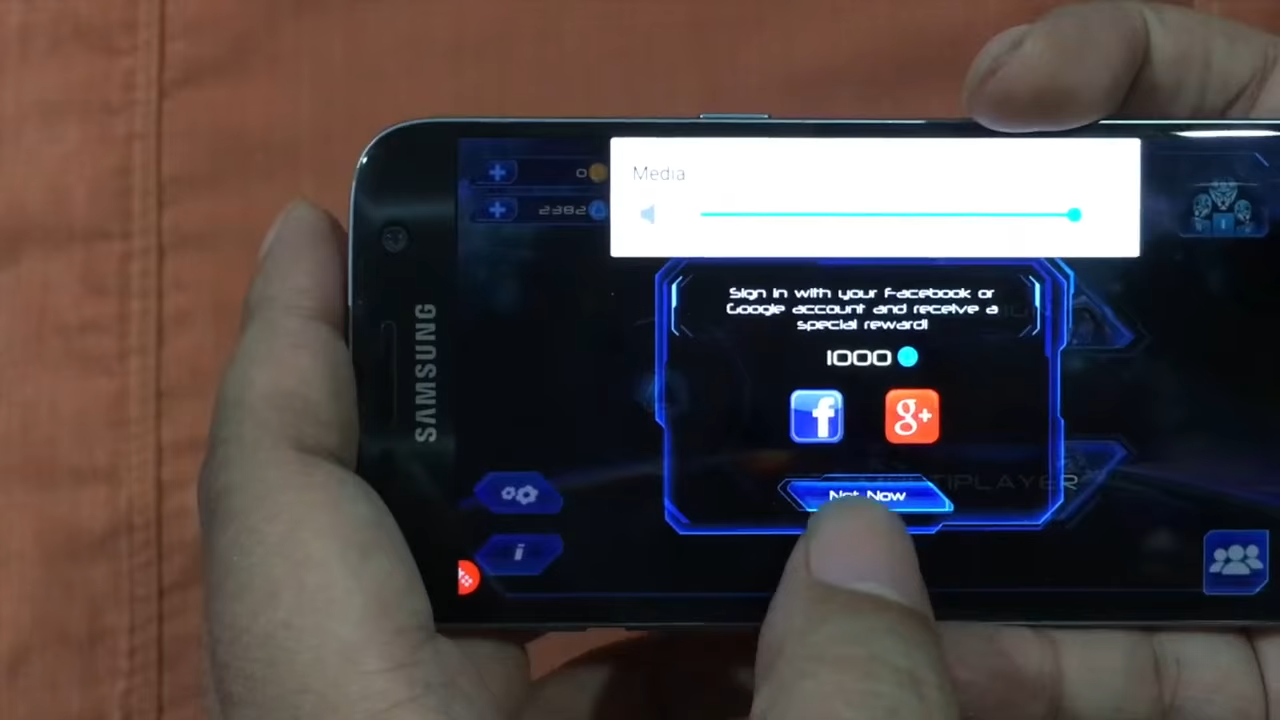 SAMSUNG
0
2382
Media
Sign in with your Facebook or
Google account and receive a
special reward!
1000
f
g+
Not Now
MULTIPLAYER
i